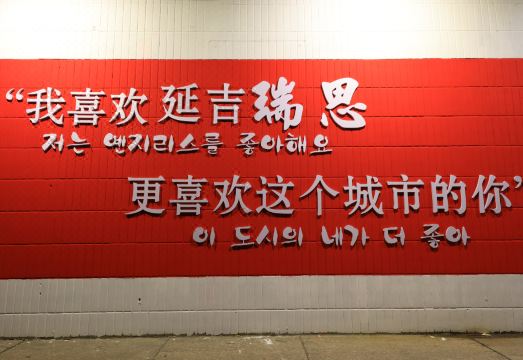 “我喜欢延吉瑞思
저는 옌지리스를 좋아해요
更喜欢这个城市的你”
이 도시의 내가 더 좋아